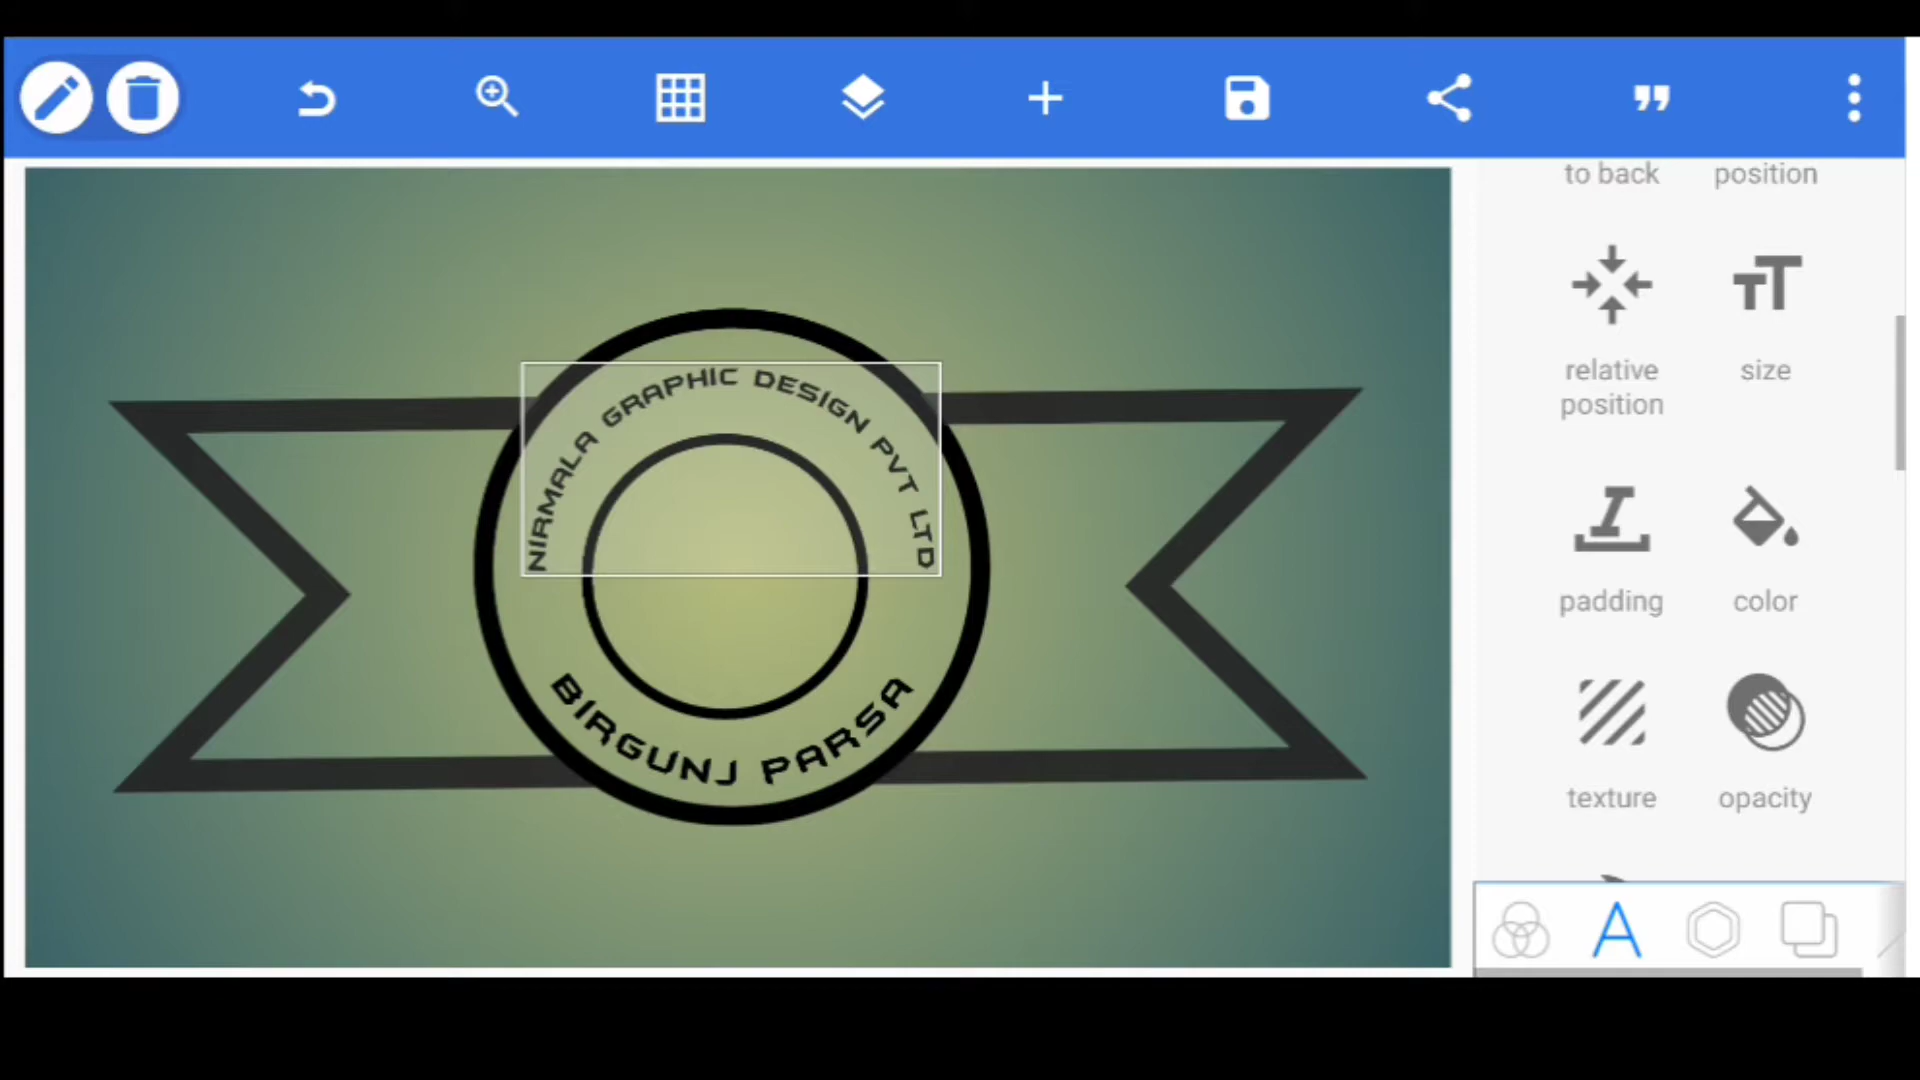 to back
position
relative position
size
padding
color
texture
opacity
NIRMALA GRAPHIC DESIGN PVT LTD
BIRGUNJ PARSA